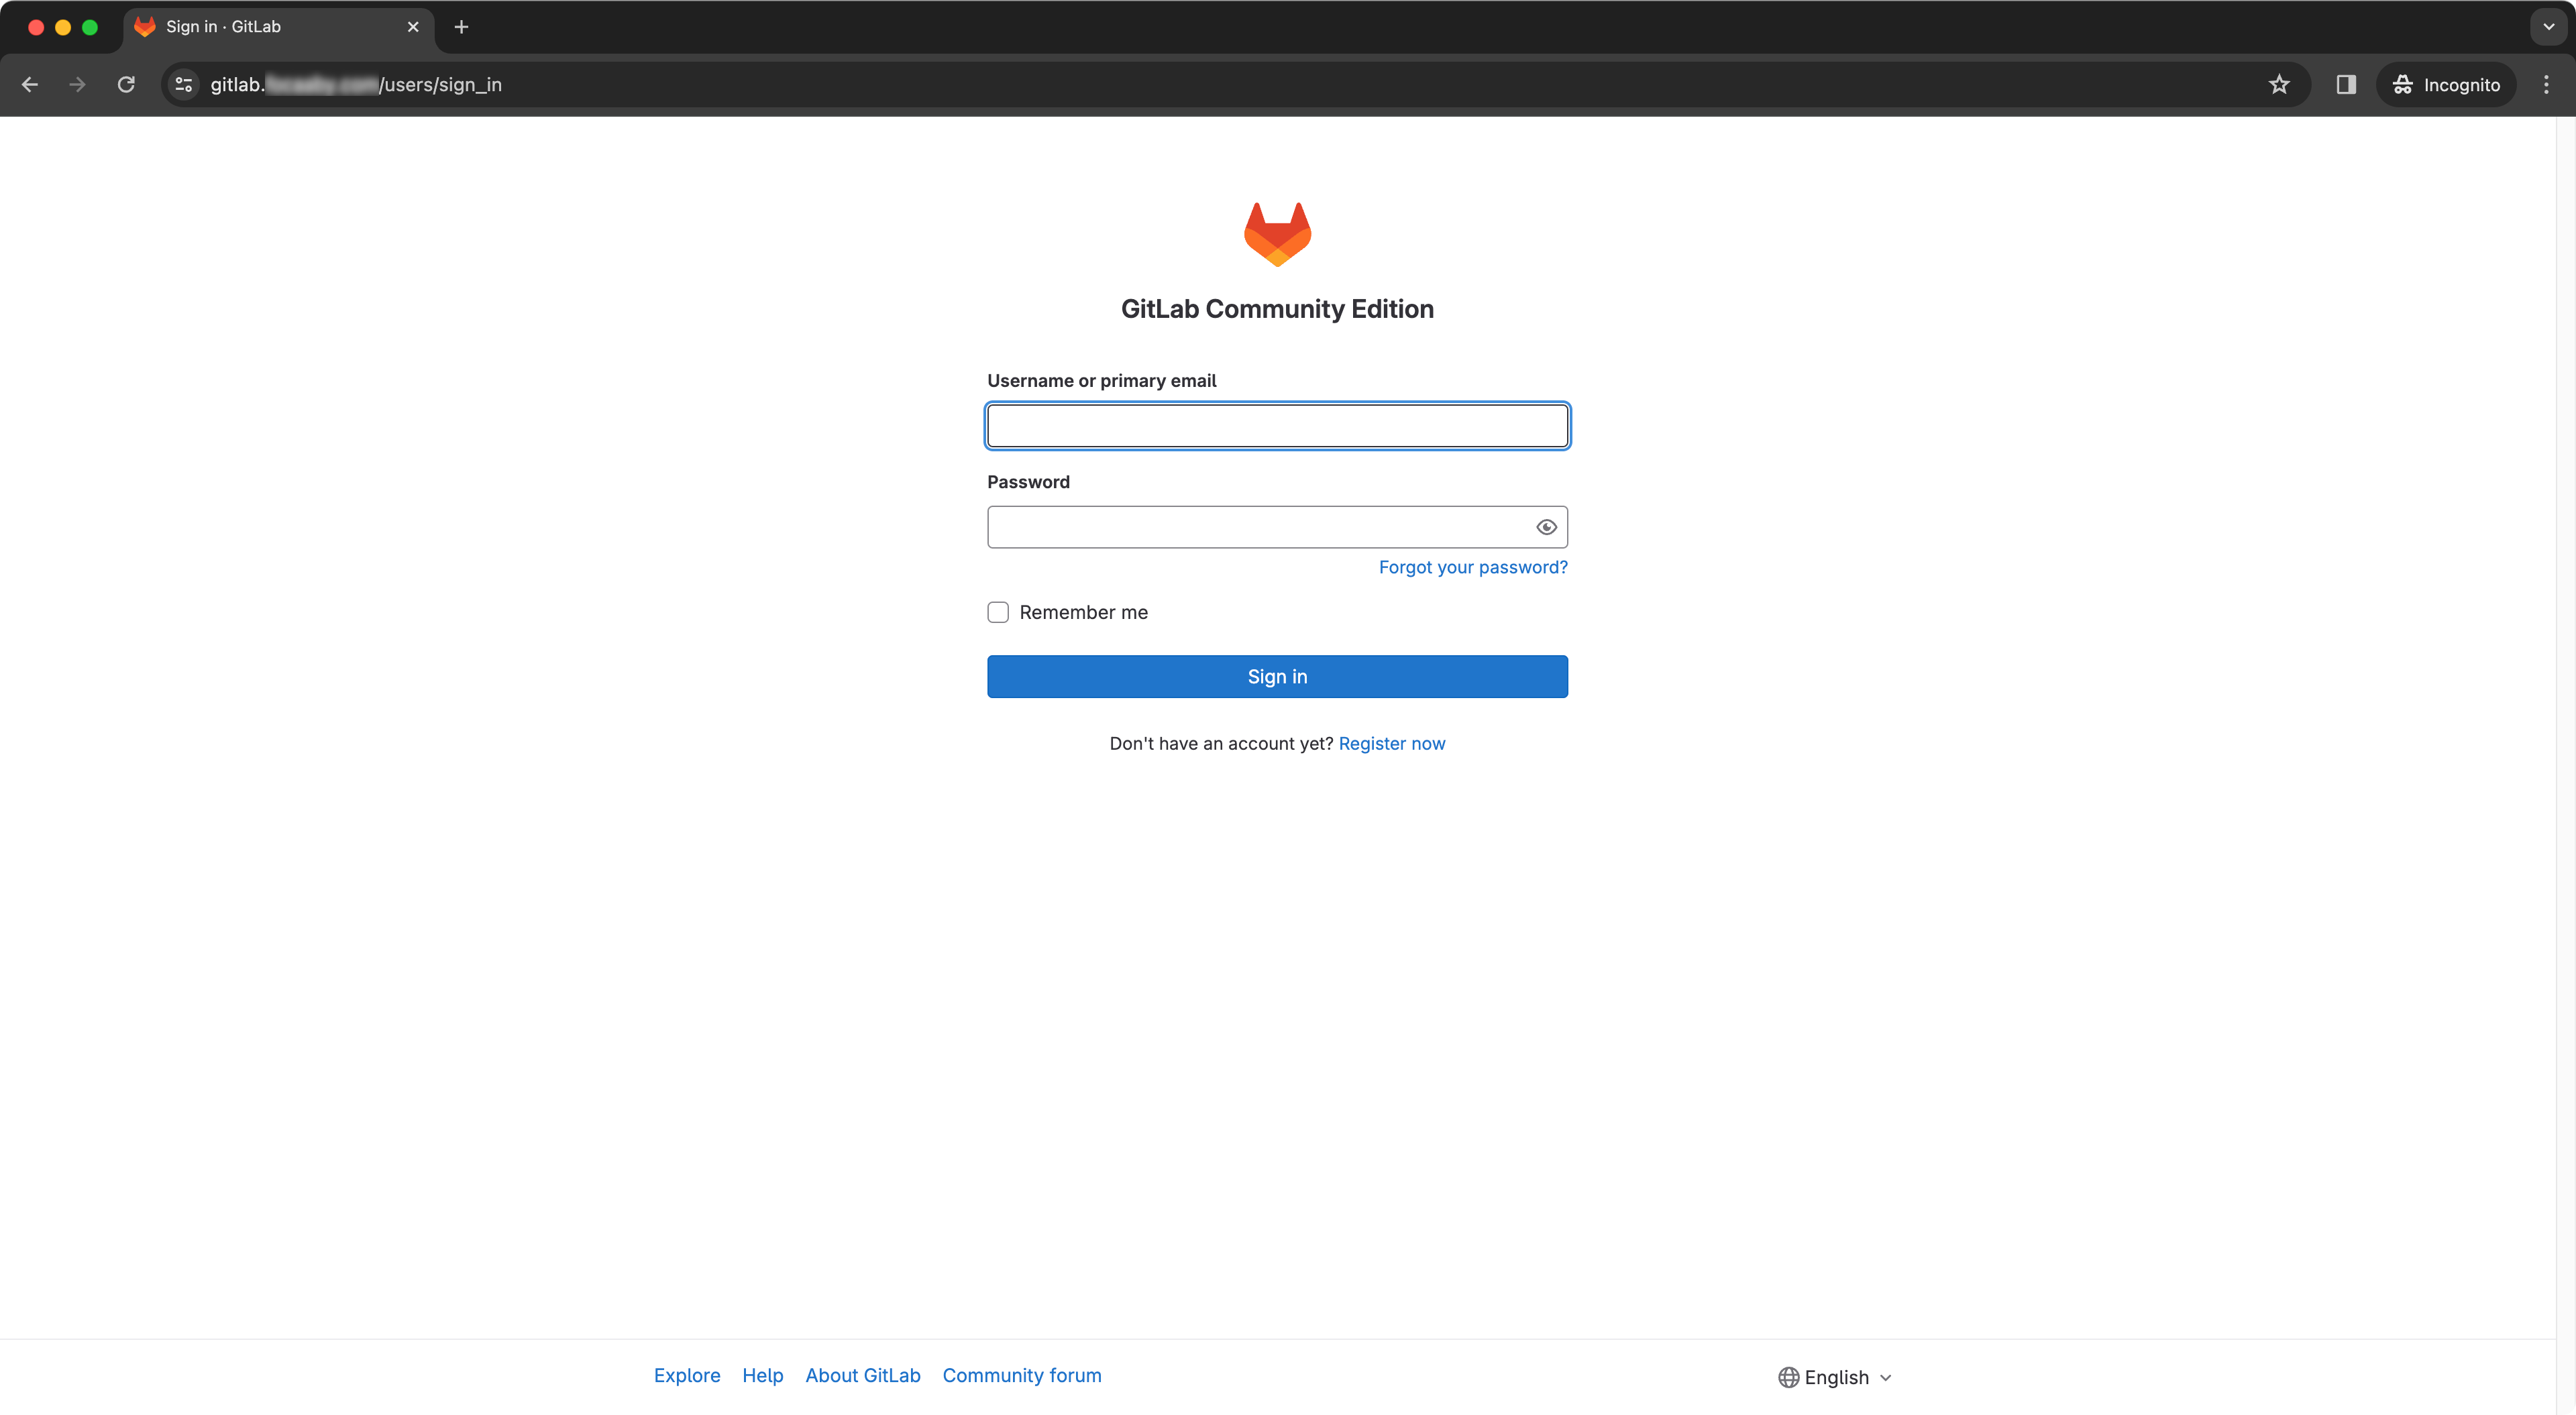 Sign in · GitLab
gitlab. /users/sign_in
Incognito
GitLab Community Edition
Username or primary email
Password
Forgot your password?
Remember me
Sign in
Don't have an account yet? Register now
Explore Help About GitLab Community forum
English